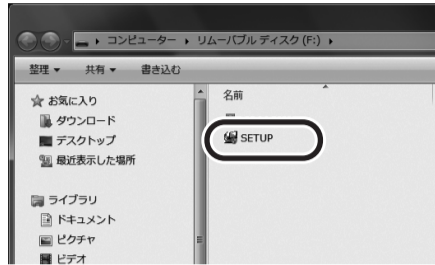 コンピューター ▸ リムーバブル ディスク (F:) ▸
整理 ▼ 共有 ▼ 書き込む
お気に入り
ダウンロード
デスクトップ
最近表示した場所
ライブラリ
ドキュメント
ピクチャ
ビデオ
名前
SETUP